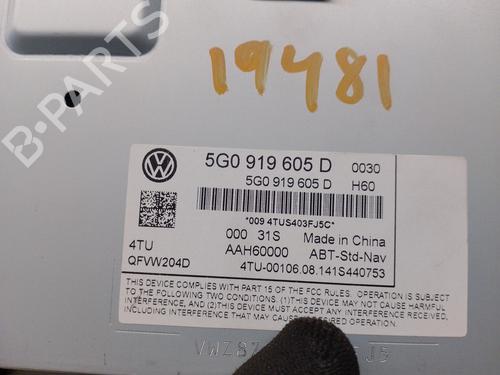 B-PARTS
19481
5G0 919 605 D 0030
5G0 919 605 D H60
*009 4TUS403FJ5C*
000 31S Made in China
4TU AAH60000 ABT-Std-Nav
QFVW204D 4TU-00106.08.141S440753
THIS DEVICE COMPLIES WITH PART 15 OF THE FCC RULES. OPERATION IS SUBJECT
TO THE FOLLOWING TWO CONDITIONS, (1)THIS DEVICE MAY NOT CAUSE HARMFUL
INTERFERENCE, AND (2)THIS DEVICE MUST ACCEPT ANY INTERFERENCE RECEIVED,
INCLUDING INTERFERENCE THAT MAY CAUSE UNDESIRED OPERATION.
J5